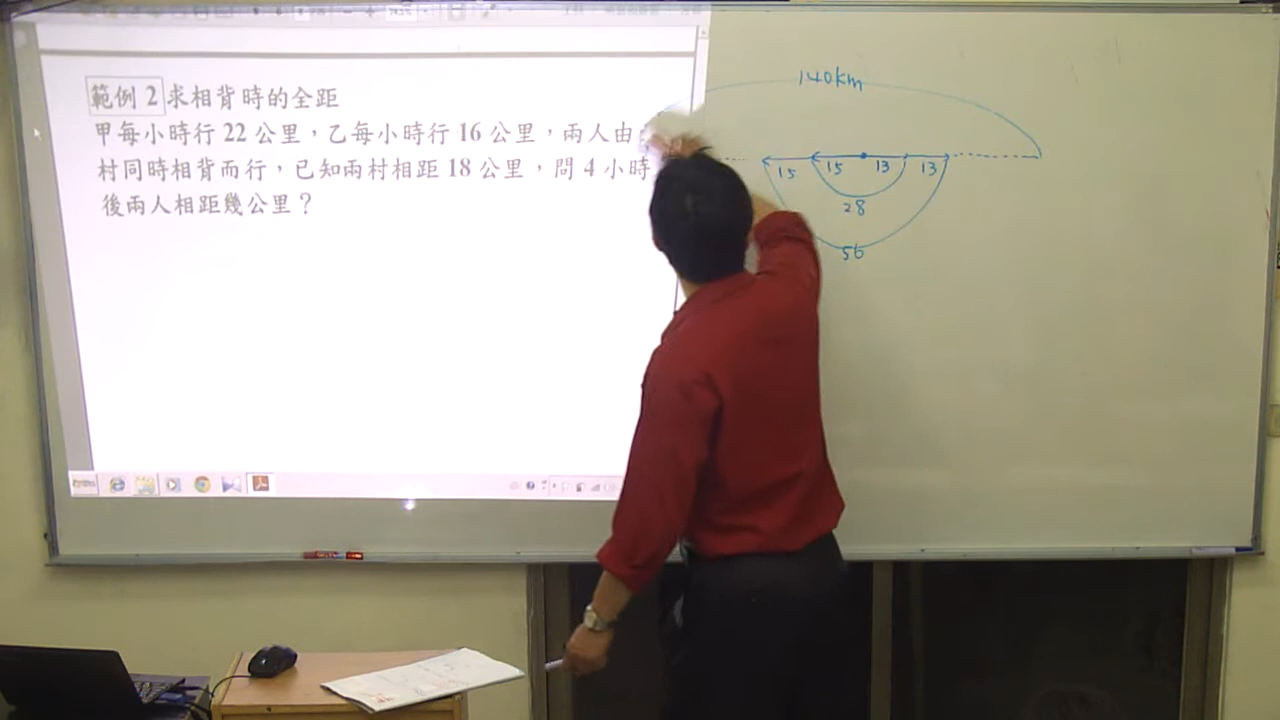 範例 2 求相背時的全距
甲每小時行 22 公里，乙每小時行 16 公里，兩人由
村同時相背而行，已知兩村相距 18 公里，問 4 小時
後兩人相距幾公里？
140km
15 15 13 13
28
56